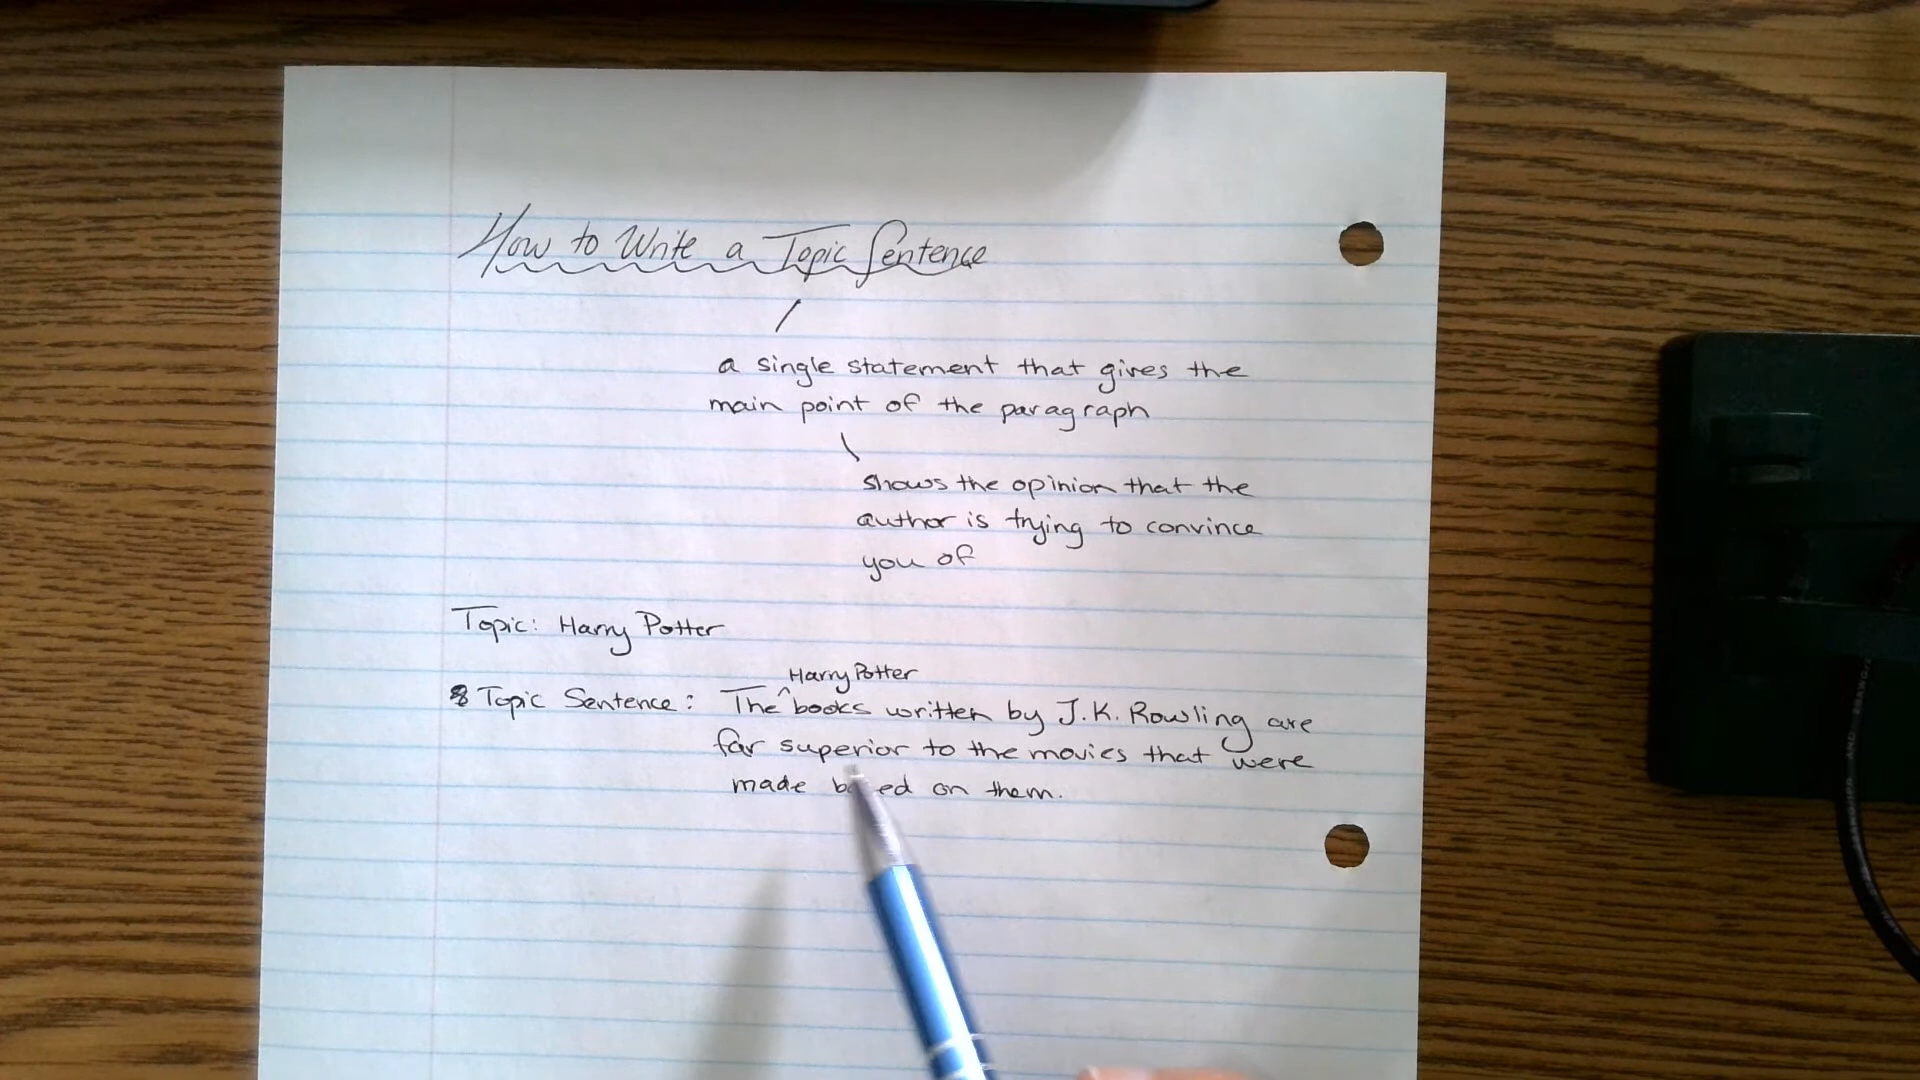 How to Write a Topic Sentence
a single statement that gives the
main point of the paragraph
shows the opinion that the
author is trying to convince
you of
Topic: Harry Potter
Harry Potter
Topic Sentence: The ^ books written by J.K. Rowling are
far superior to the movies that were
made on them.